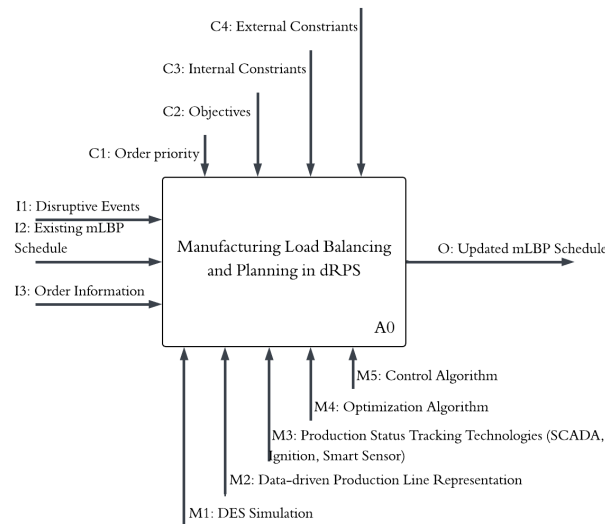 C4: External Constriants
C3: Internal Constriants
C2: Objectives
C1: Order priority
I1: Disruptive Events
I2: Existing mLBP
Schedule
I3: Order Information
Manufacturing Load Balancing
and Planning in dRPS
A0
O: Updated mLBP Schedule
M5: Control Algorithm
M4: Optimization Algorithm
M3: Production Status Tracking Technologies (SCADA,
Ignition, Smart Sensor)
M2: Data-driven Production Line Representation
M1: DES Simulation